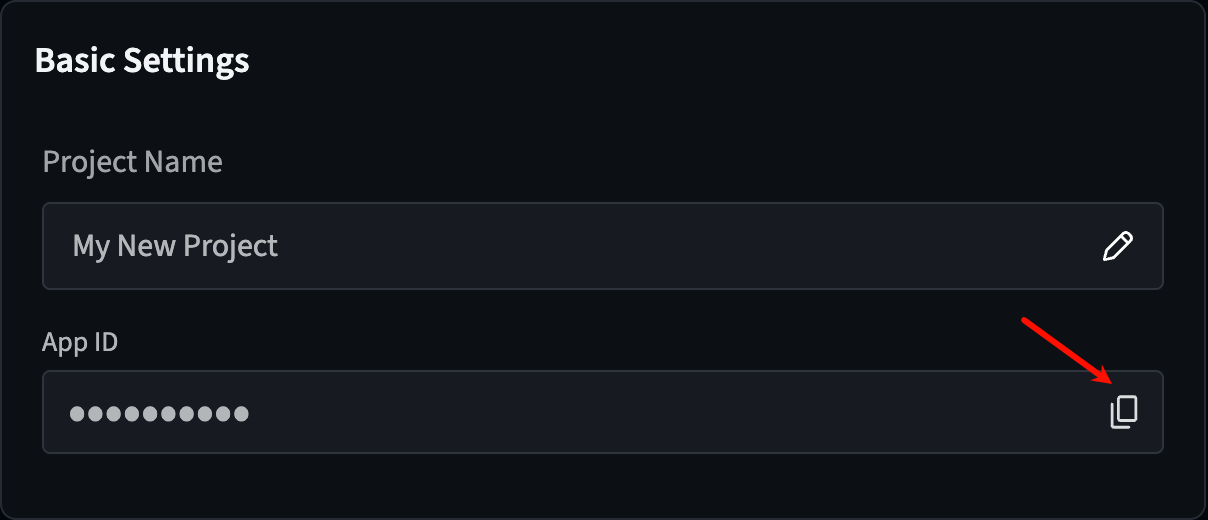 Basic Settings
Project Name
My New Project
App ID
●●●●●●●●●●